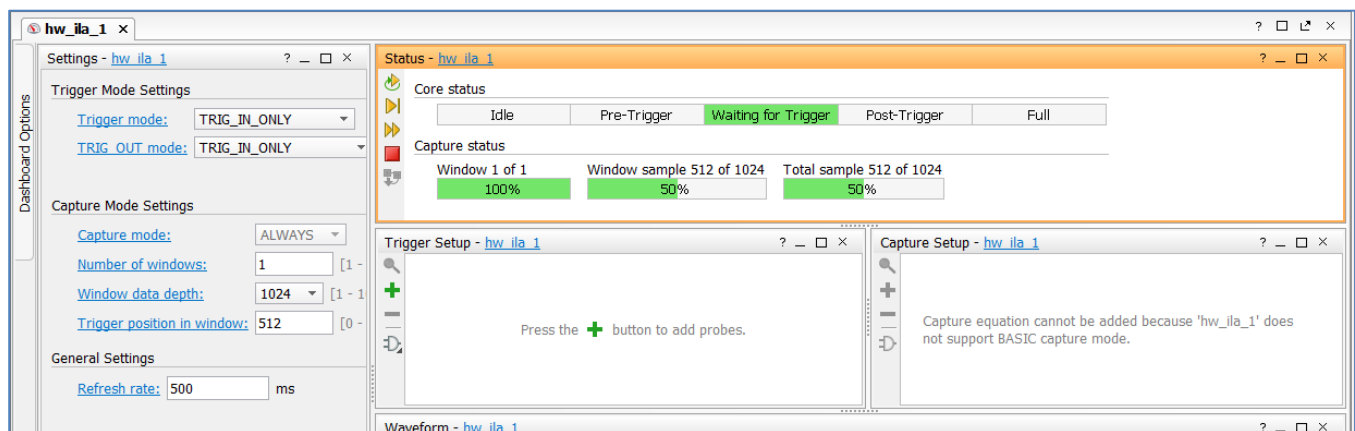 hw_ila_1
Dashboard Options
Settings - hw_ila_1
Trigger Mode Settings
Trigger mode: TRIG_IN_ONLY
TRIG_OUT mode: TRIG_IN_ONLY
Capture Mode Settings
Capture mode: ALWAYS
Number of windows: 1 [1 -
Window data depth: 1024 [1 - 1
Trigger position in window: 512 [0 -
General Settings
Refresh rate: 500 ms
Status - hw_ila_1
Core status
Idle Pre-Trigger Waiting for Trigger Post-Trigger Full
Capture status
Window 1 of 1 Window sample 512 of 1024 Total sample 512 of 1024
100% 50% 50%
Trigger Setup - hw_ila_1
Press the + button to add probes.
Capture Setup - hw_ila_1
Capture equation cannot be added because 'hw_ila_1' does
not support BASIC capture mode.
Waveform - hw_ila_1